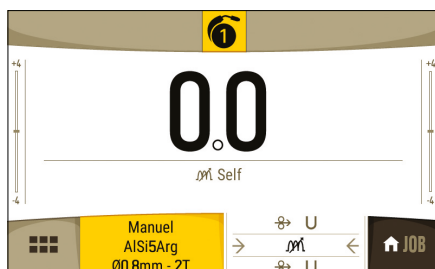 1
+4
+4
0.0
Self
-4
-4
Manuel
AlSi5Arg
Ø0.8mm - 2T
U
JOB
U